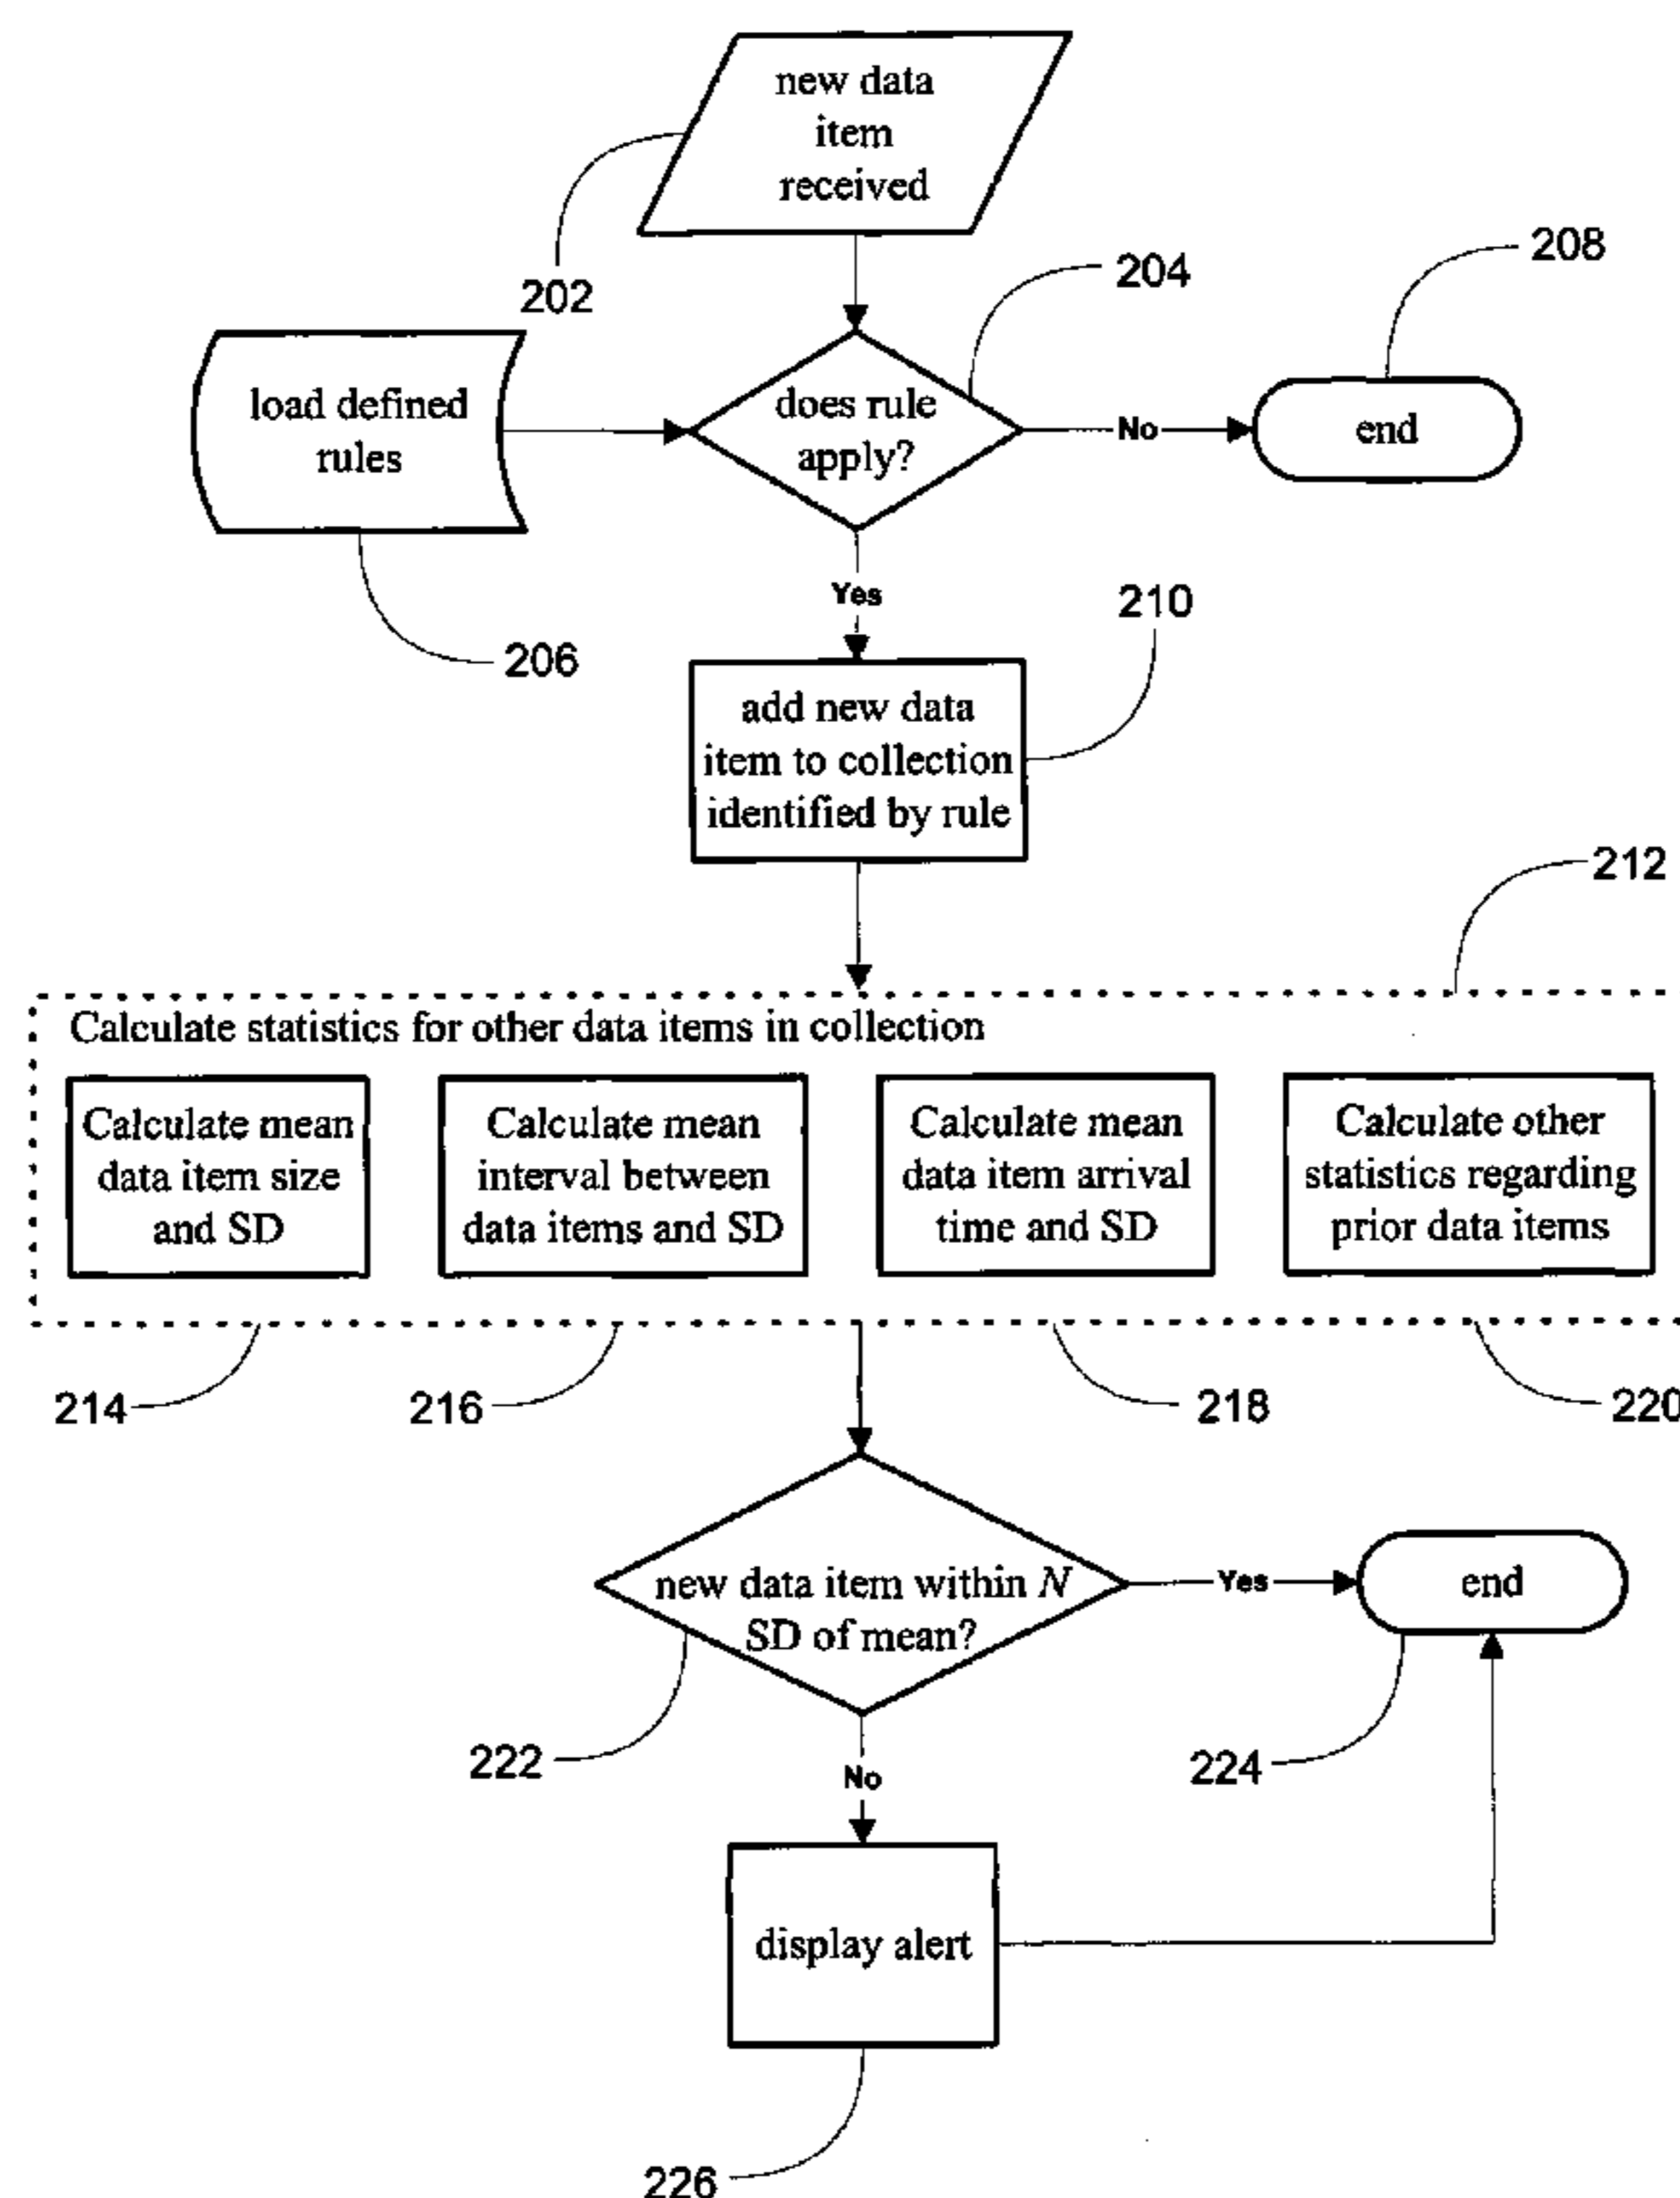 new data
item
received
202
204
208
load defined
rules
does rule
apply?
No
end
206
Yes
210
add new data
item to collection
identified by rule
212
Calculate statistics for other data items in collection
Calculate mean
data item size
and SD
Calculate mean
interval between
data items and SD
Calculate mean
data item arrival
time and SD
Calculate other
statistics regarding
prior data items
214
216
218
220
new data item within N
SD of mean?
Yes
end
222
224
No
display alert
226